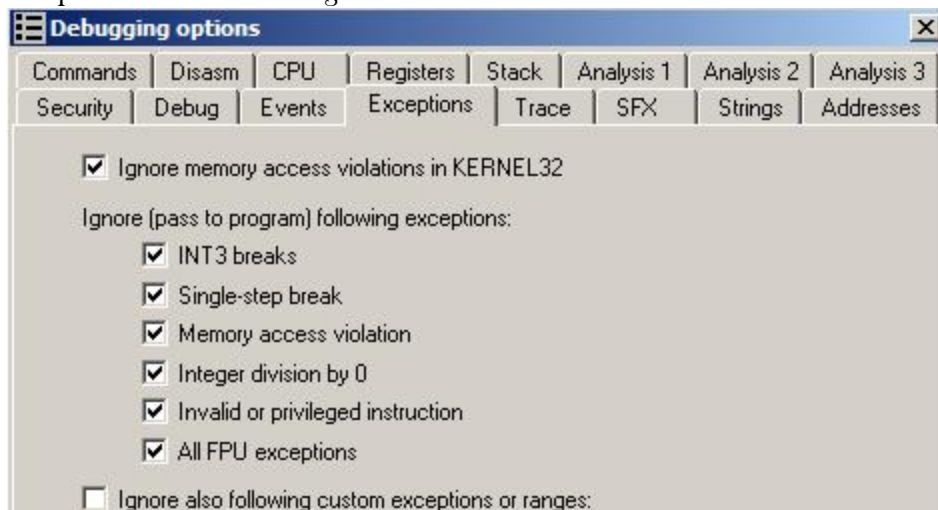 Debugging options
Commands Disasm CPU Registers Stack Analysis 1 Analysis 2 Analysis 3
Security Debug Events Exceptions Trace SFX Strings Addresses
Ignore memory access violations in KERNEL32
Ignore (pass to program) following exceptions:
INT3 breaks
Single-step break
Memory access violation
Integer division by 0
Invalid or privileged instruction
All FPU exceptions
Ignore also following custom exceptions or ranges: